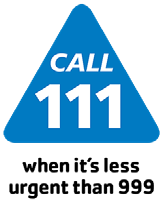 CALL
111
when it's less
urgent than 999